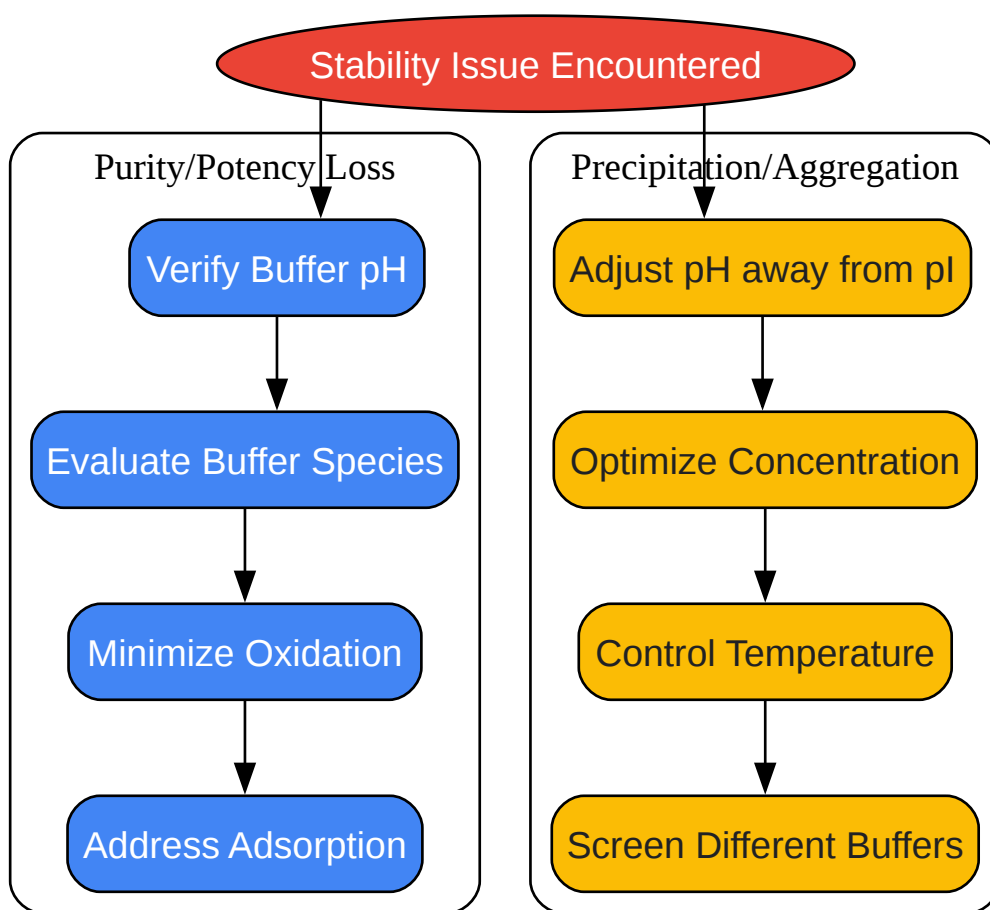 Stability Issue Encountered
Purity/Potency Loss
Verify Buffer pH
Evaluate Buffer Species
Minimize Oxidation
Address Adsorption
Precipitation/Aggregation
Adjust pH away from pI
Optimize Concentration
Control Temperature
Screen Different Buffers